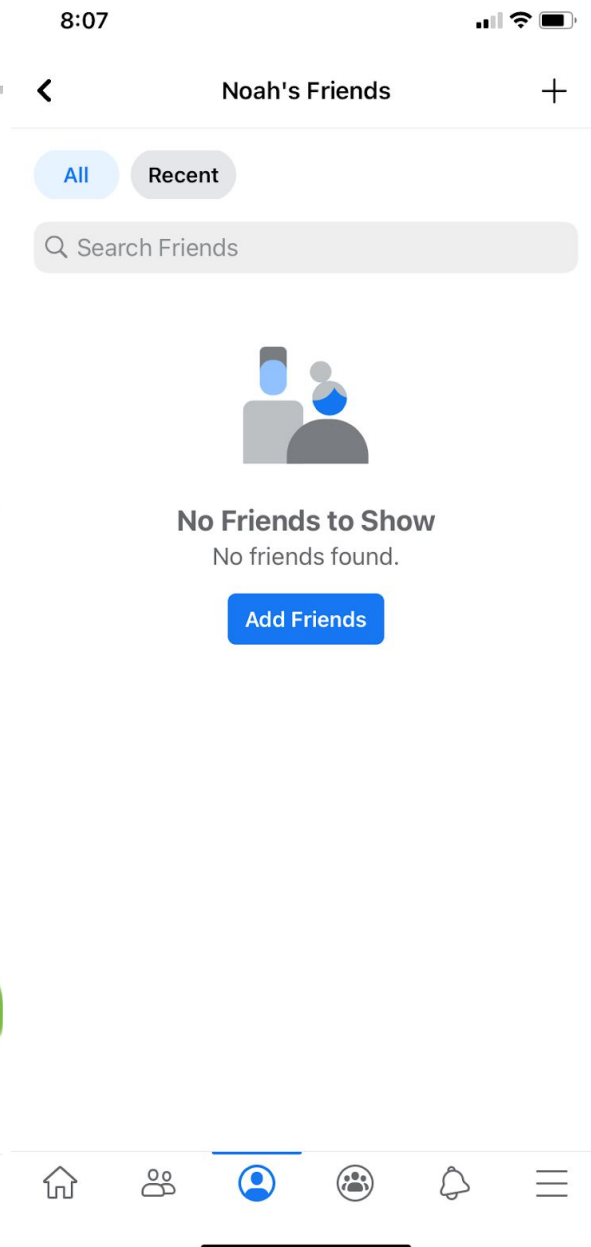 8:07
Noah's Friends
All Recent
Search Friends
No Friends to Show
No friends found.
Add Friends